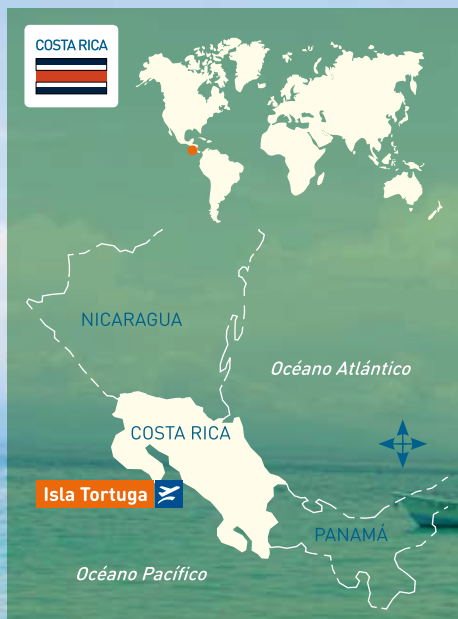 COSTA RICA
NICARAGUA
Océano Atlántico
COSTA RICA
Isla Tortuga
PANAMÁ
Océano Pacífico